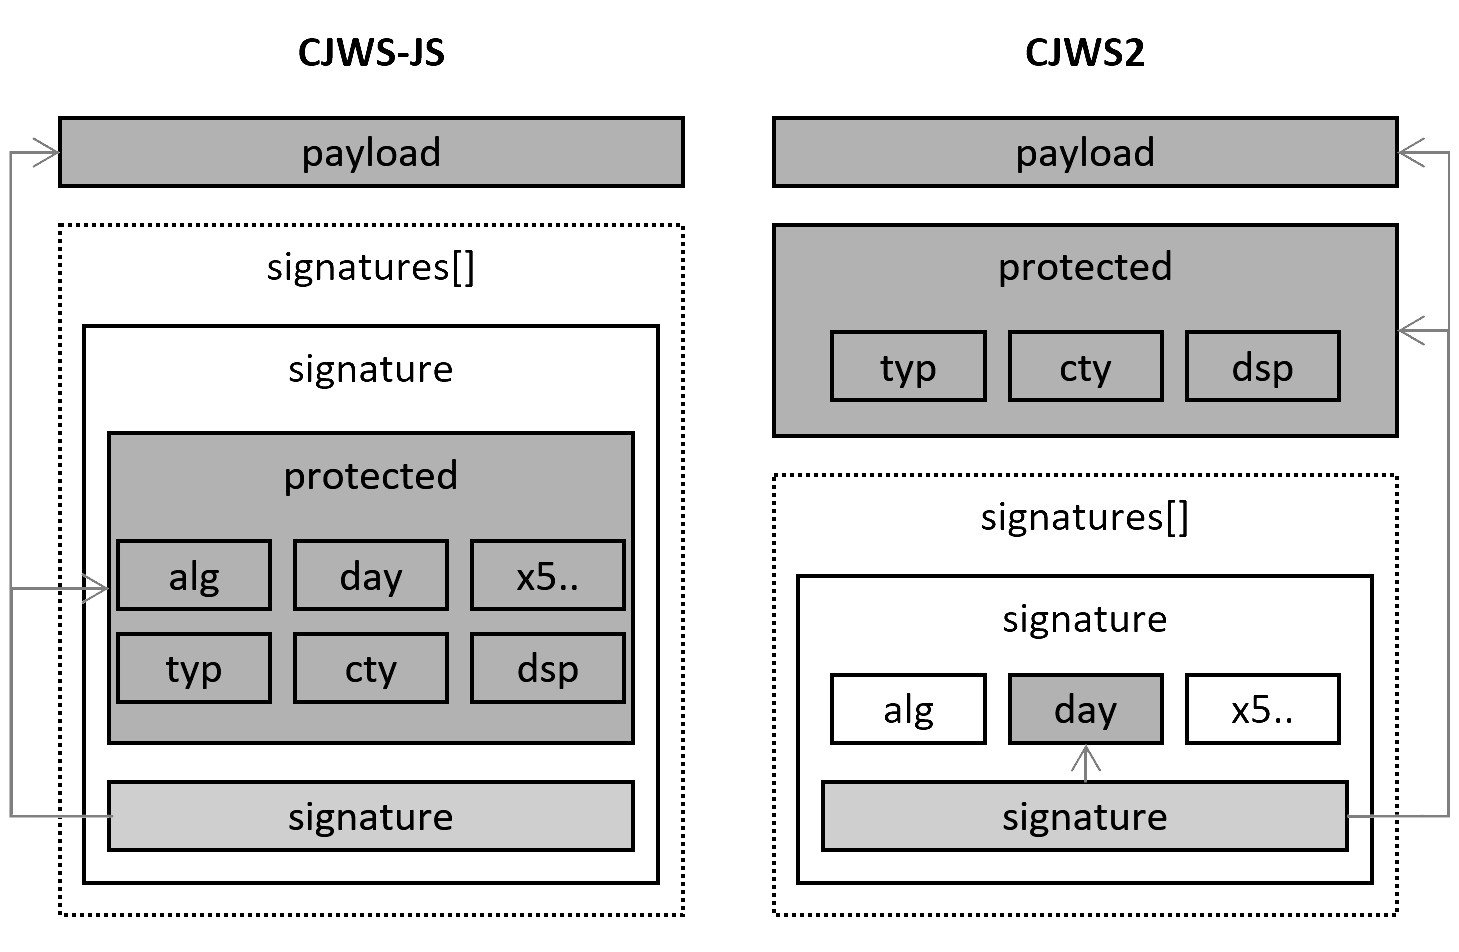 CJWS-JS
payload
signatures[]
signature
protected
alg day x5..
typ cty dsp
signature
CJWS2
payload
protected
typ cty dsp
signatures[]
signature
alg day x5..
signature